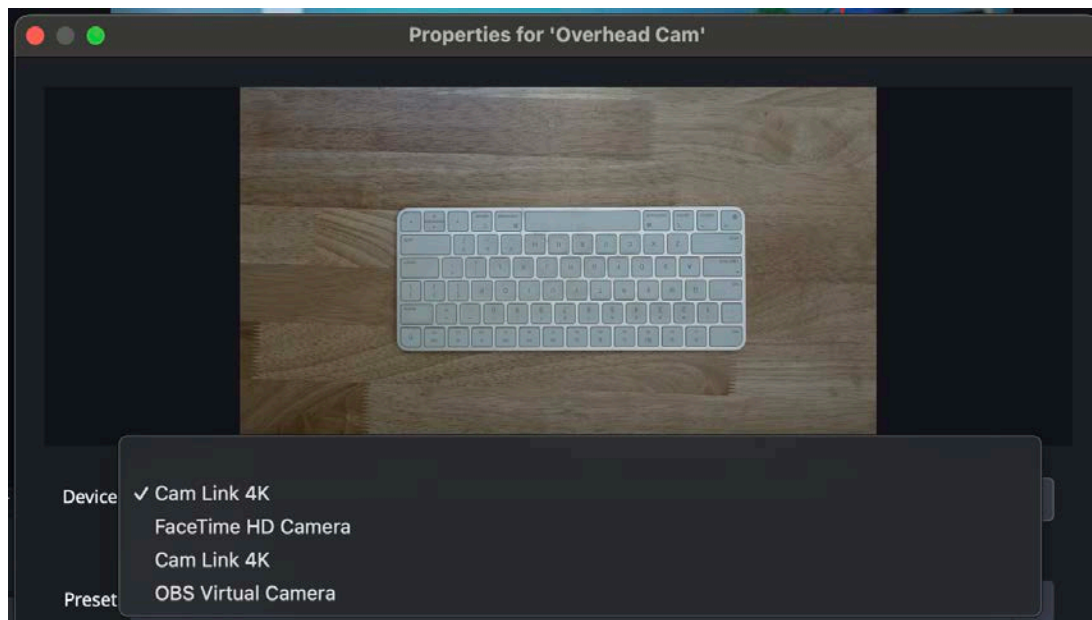 Properties for 'Overhead Cam'
Device
✓ Cam Link 4K
FaceTime HD Camera
Cam Link 4K
OBS Virtual Camera
Preset